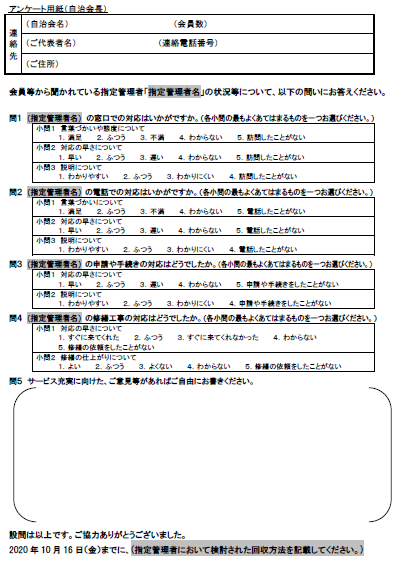 アンケート用紙(自治会長)
連絡先
(自治会名) (会員数)
(ご代表者名) (連絡電話番号)
(ご住所)
会員等から聞かれている指定管理者「指定管理者名」の状況等について、以下の問いにお答えください。
問1 (指定管理者名) の窓口での対応はいかがですか。(各小問の最もよくあてはまるものを一つお選びください。)
小問1 言葉づかいや態度について
1. 満足 2. ふつう 3. 不満 4. わからない 5. 訪問したことがない
小問2 対応の早さについて
1. 早い 2. ふつう 3. 遅い 4. わからない 5. 訪問したことがない
小問3 説明について
1. わかりやすい 2. ふつう 3. わかりにくい 4. 訪問したことがない
問2 (指定管理者名) の電話での対応はいかがですか。(各小問の最もよくあてはまるものを一つお選びください。)
小問1 言葉づかいについて
1. 満足 2. ふつう 3. 不満 4. わからない 5. 電話したことがない
小問2 対応の早さについて
1. 早い 2. ふつう 3. 遅い 4. わからない 5. 電話したことがない
小問3 説明について
1. わかりやすい 2. ふつう 3. わかりにくい 4. 電話したことがない
問3 (指定管理者名) の申請や手続きの対応はどうでしたか。(各小問の最もよくあてはまるものを一つお選びください。)
小問1 対応の早さについて
1. 早い 2. ふつう 3. 遅い 4. わからない 5. 申請や手続きをしたことがない
小問2 説明について
1. わかりやすい 2. ふつう 3. わかりにくい 4. 申請や手続きをしたことがない
問4 (指定管理者名) の修繕工事の対応はどうでしたか。(各小問の最もよくあてはまるものを一つお選びください。)
小問1 対応の早さについて
1. すぐに来てくれた 2. ふつう 3. すぐに来てくれなかった 4. わからない
5. 修繕の依頼をしたことがない
小問2 修繕の仕上がりについて
1. よい 2. ふつう 3. よくない 4. わからない 5. 修繕の依頼をしたことがない
問5 サービス充実に向けた、ご意見等があればご自由にお書きください。
設問は以上です。ご協力ありがとうございました。
2020年10月16日(金)までに、(指定管理者において検討された回収方法を記載してください。)